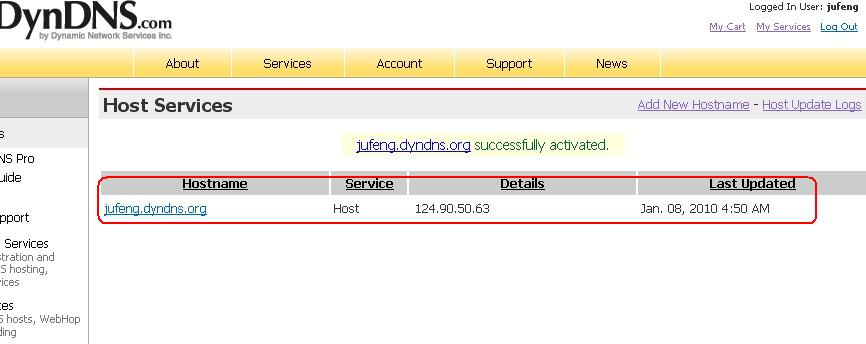 DynDNS.com
by Dynamic Network Services Inc.
Logged In User: jufeng
My Cart My Services Log Out
About Services Account Support News
Host Services
Add New Hostname - Host Update Logs
jufeng.dyndns.org successfully activated.
Hostname Service Details Last Updated
jufeng.dyndns.org Host 124.90.50.63 Jan. 08, 2010 4:50 AM
s
NS Pro
uide
pport
Services
stration and
S hosting,
vices
ces
S hosts, WebHop
ding